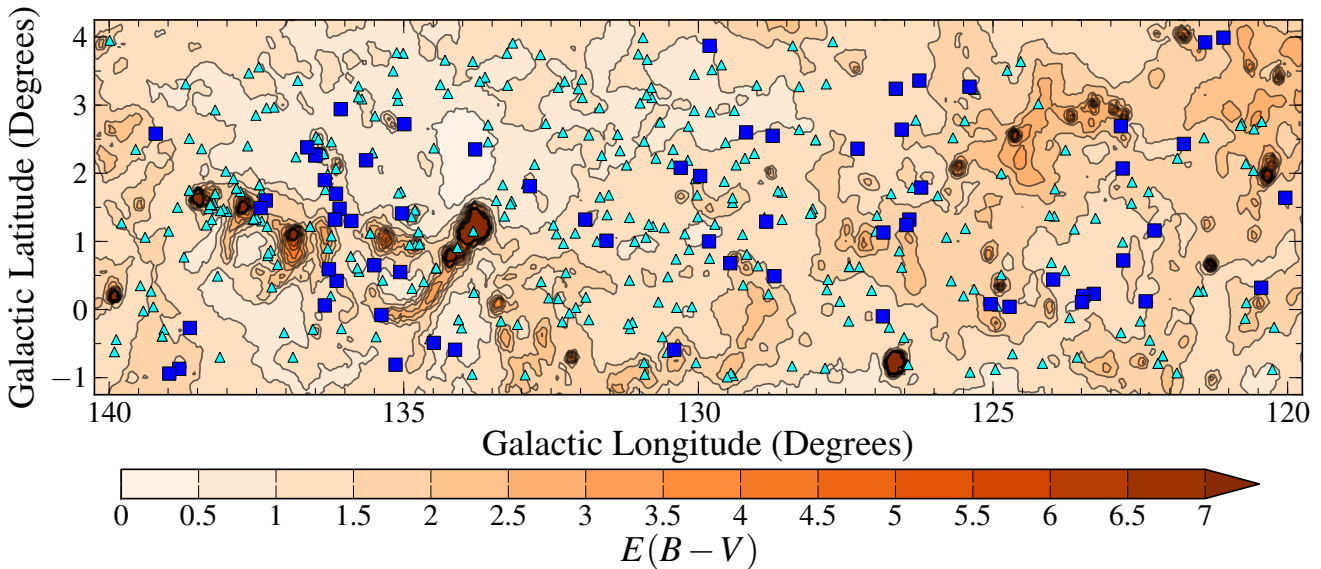 4
3
2
1
0
−1
Galactic Latitude (Degrees)
140 135 130 125 120
Galactic Longitude (Degrees)
0 0.5 1 1.5 2 2.5 3 3.5 4 4.5 5 5.5 6 6.5 7
E(B − V)